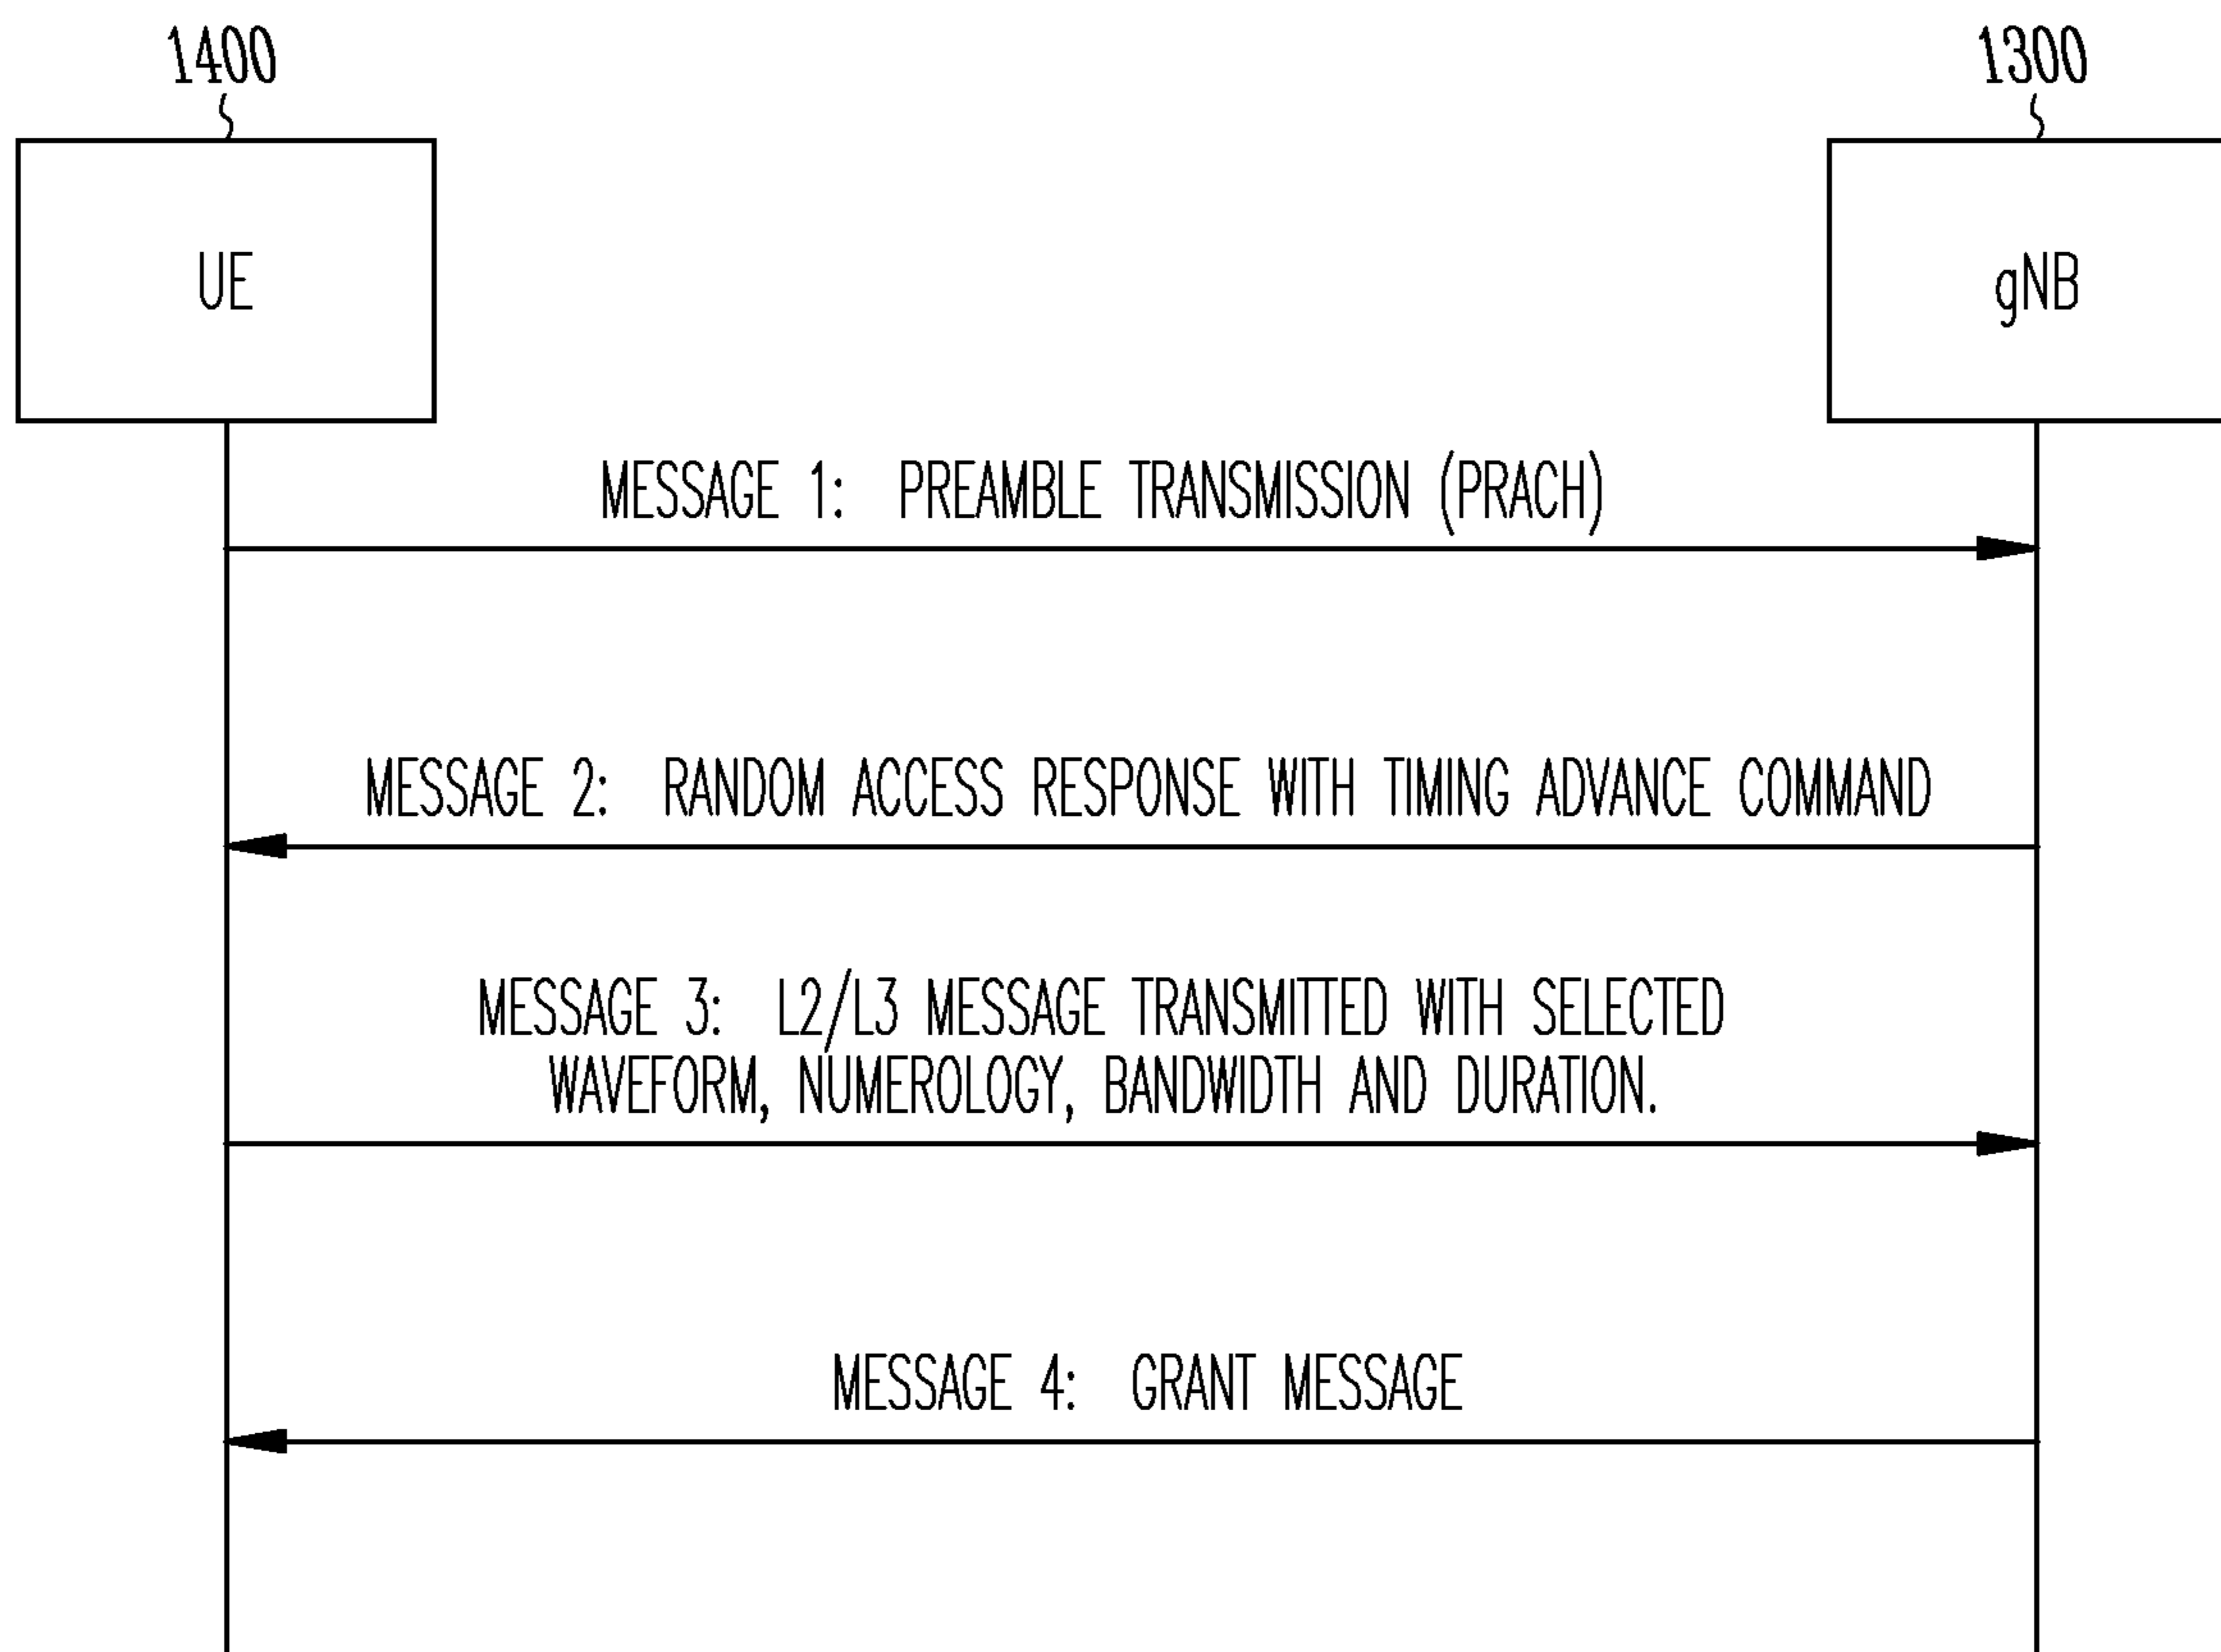 1400
1300
UE
gNB
MESSAGE 1: PREAMBLE TRANSMISSION (PRACH)
MESSAGE 2: RANDOM ACCESS RESPONSE WITH TIMING ADVANCE COMMAND
MESSAGE 3: L2/L3 MESSAGE TRANSMITTED WITH SELECTED
WAVEFORM, NUMEROLOGY, BANDWIDTH AND DURATION.
MESSAGE 4: GRANT MESSAGE